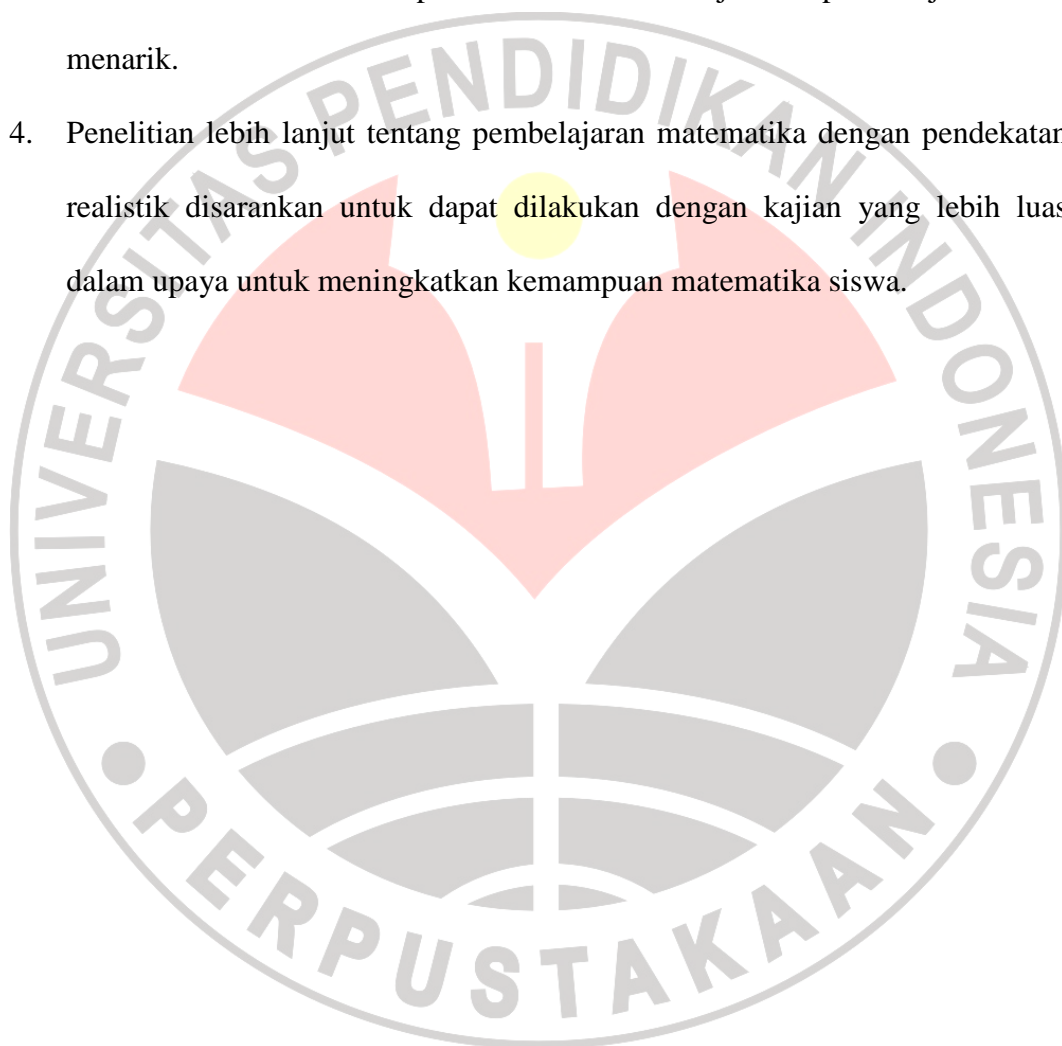 menarik.
4. Penelitian lebih lanjut tentang pembelajaran matematika dengan pendekatan
realistik disarankan untuk dapat dilakukan dengan kajian yang lebih luas
dalam upaya untuk meningkatkan kemampuan matematika siswa.
UNIVERSITAS PENDIDIKAN INDONESIA
PERPUSTAKAAN